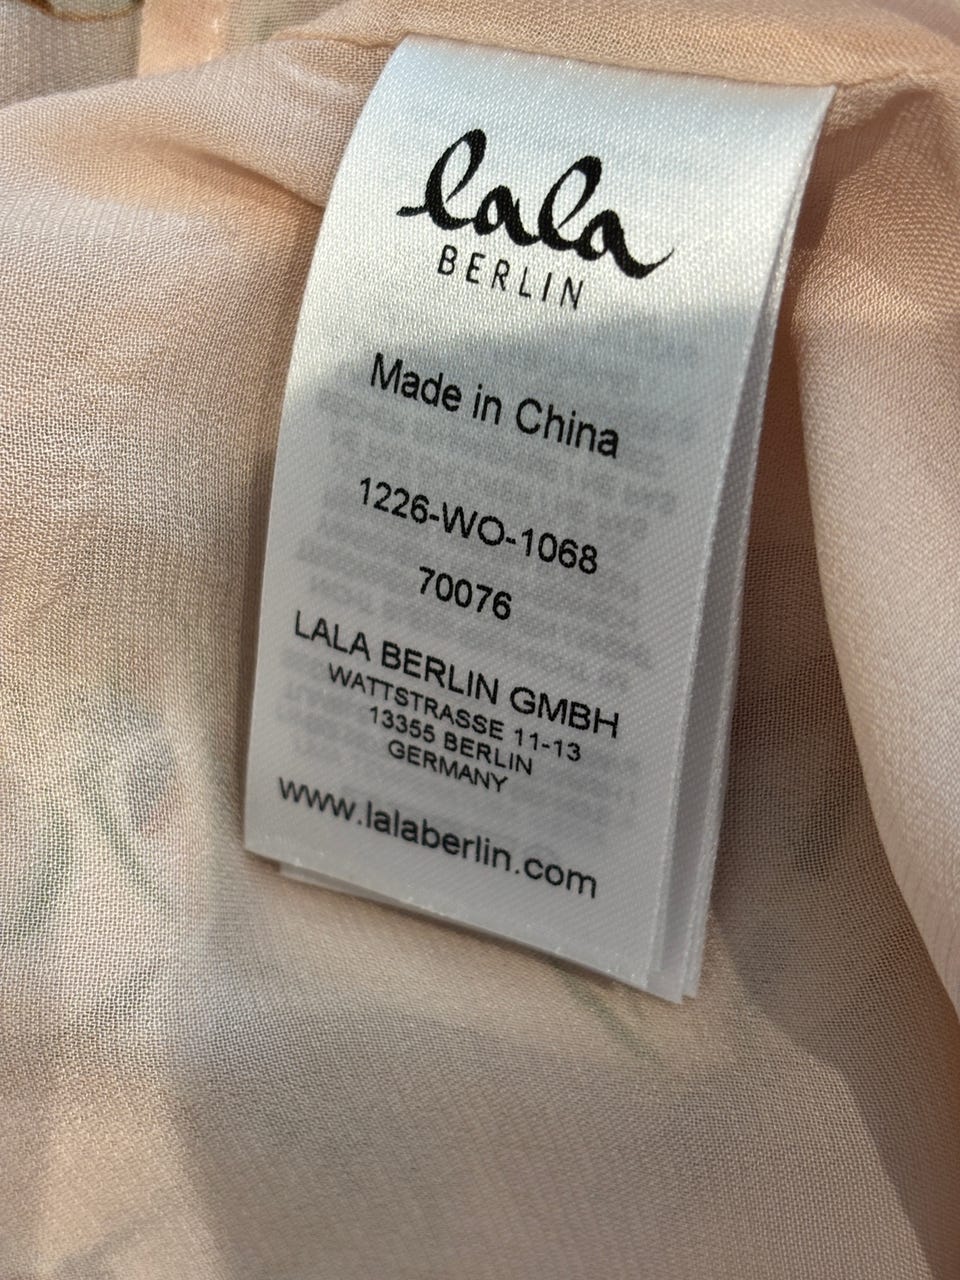 lala
BERLIN
Made in China
1226-WO-1068
70076
LALA BERLIN GMBH
WATTSTRASSE 11-13
13355 BERLIN
GERMANY
www.lalaberlin.com